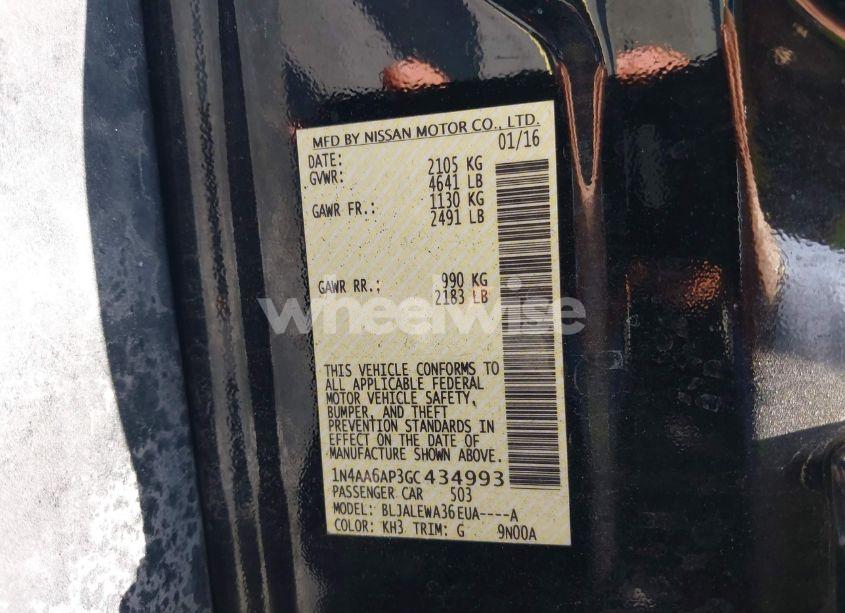 MFD BY NISSAN MOTOR CO., LTD.
DATE: 01/16
GVWR: 2105 KG
4641 LB
GAWR FR.: 1130 KG
2491 LB
GAWR RR.: 990 KG
2183 LB
wheelwise
THIS VEHICLE CONFORMS TO
ALL APPLICABLE FEDERAL
MOTOR VEHICLE SAFETY,
BUMPER, AND THEFT
PREVENTION STANDARDS IN
EFFECT ON THE DATE OF
MANUFACTURE SHOWN ABOVE.
1N4AA6AP3GC434993
PASSENGER CAR 503
MODEL: BLJALEWA36EUA----A
COLOR: KH3 TRIM: G 9N00A